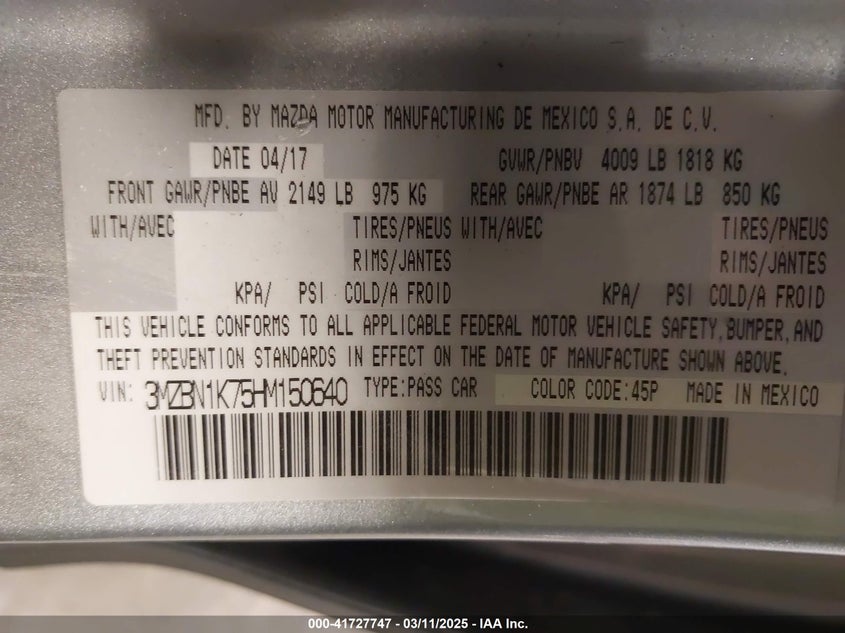 MFD. BY MAZDA MOTOR MANUFACTURING DE MEXICO S.A. DE C.V.
DATE 04/17 GVWR/PNBV 4009 LB 1818 KG
FRONT GAWR/PNBE AV 2149 LB 975 KG REAR GAWR/PNBE AR 1874 LB 850 KG
WITH/AVEC TIRES/PNEUS WITH/AVEC TIRES/PNEUS
RIMS/JANTES RIMS/JANTES
KPA/ PSI COLD/A FROID KPA/ PSI COLD/A FROID
THIS VEHICLE CONFORMS TO ALL APPLICABLE FEDERAL MOTOR VEHICLE SAFETY, BUMPER, AND
THEFT PREVENTION STANDARDS IN EFFECT ON THE DATE OF MANUFACTURE SHOWN ABOVE.
VIN: 3MZBN1K75HM150640 TYPE:PASS CAR COLOR CODE:45P MADE IN MEXICO
000-41727747 - 03/11/2025 - IAA Inc.